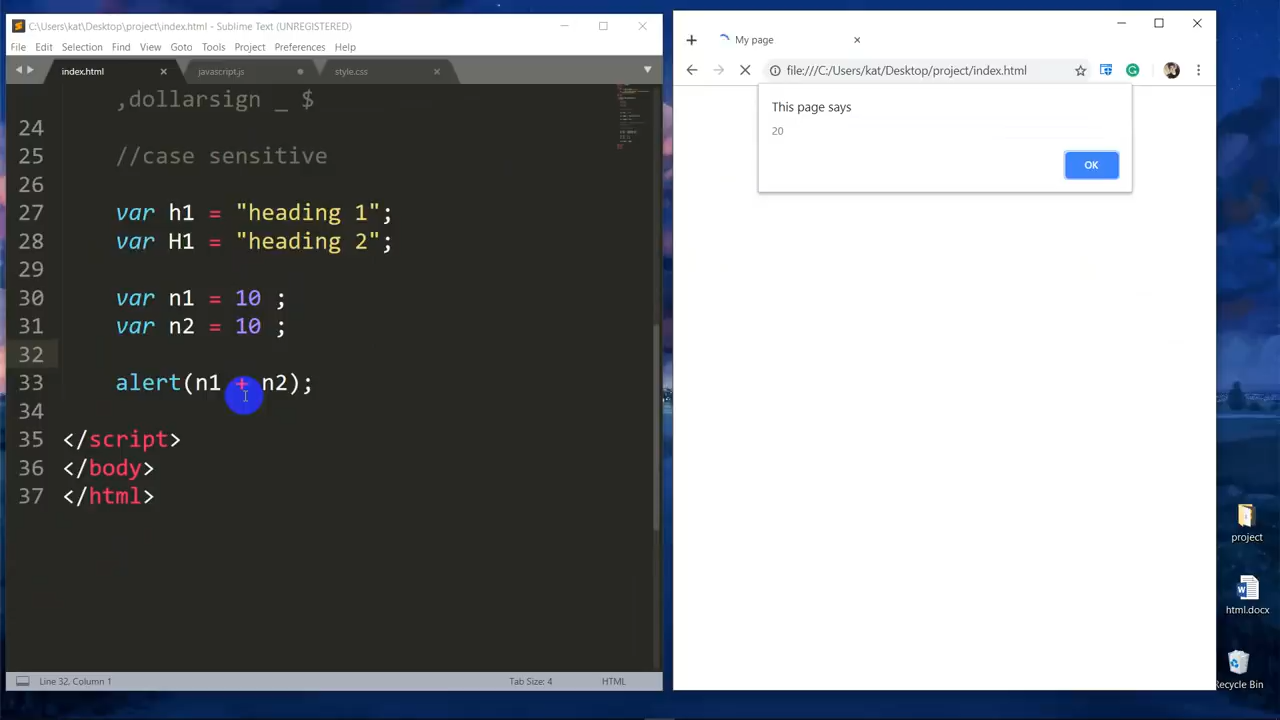 C:\Users\kat\Desktop\project\index.html - Sublime Text (UNREGISTERED)
File Edit Selection Find View Goto Tools Project Preferences Help
index.html javascript.js style.css
,dollarsign _ $
24
25 //case sensitive
26
27 var h1 = "heading 1";
28 var H1 = "heading 2";
29
30 var n1 = 10 ;
31 var n2 = 10 ;
32
33 alert(n1 + n2);
34
35 </script>
36 </body>
37 </html>
Line 32, Column 1 Tab Size: 4 HTML
My page
file:///C:/Users/kat/Desktop/project/index.html
This page says
20
OK
project
html.docx
Recycle Bin